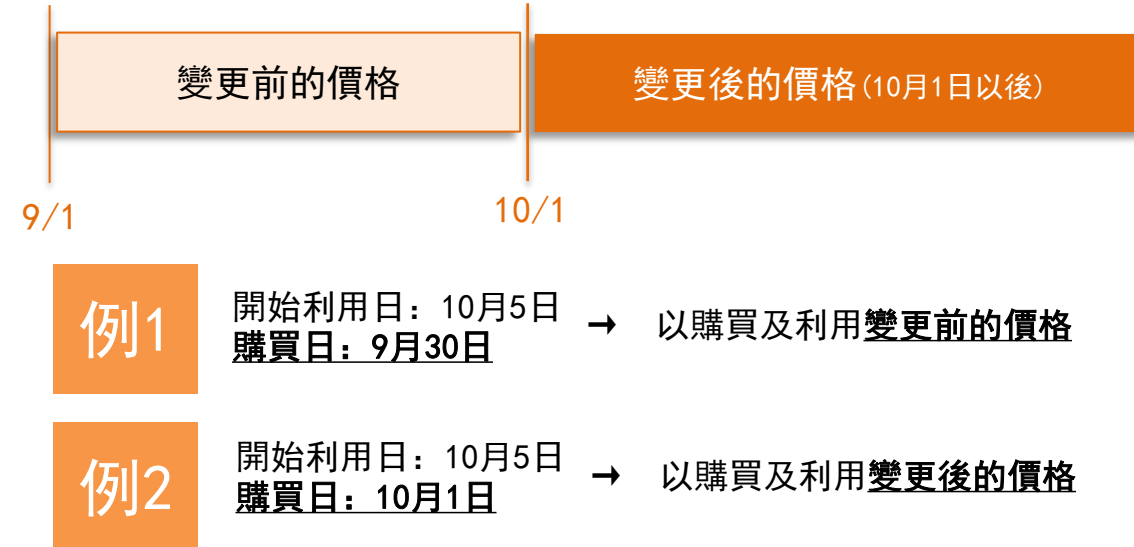 變更前的價格
變更後的價格(10月1日以後)
9/1
10/1
例1
開始利用日：10月5日
購買日：9月30日
→ 以購買及利用變更前的價格
例2
開始利用日：10月5日
購買日：10月1日
→ 以購買及利用變更後的價格